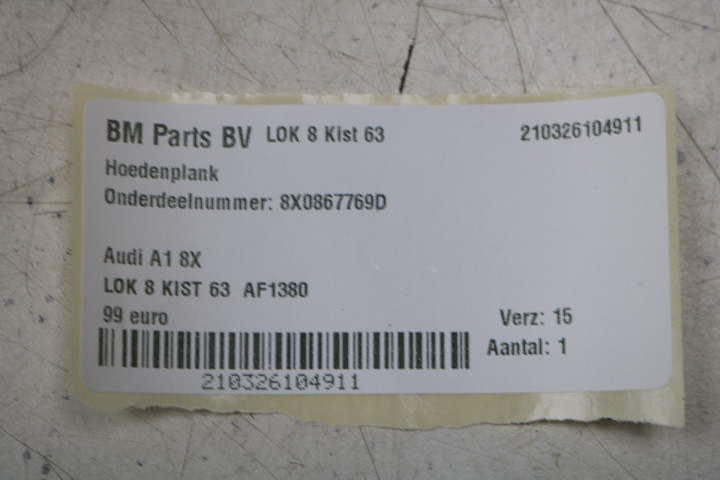 BM Parts BV LOK 8 Kist 63 210326104911
Hoedenplank
Onderdeelnummer: 8X0867769D
Audi A1 8X
LOK 8 KIST 63 AF1380
99 euro Verz: 15
Aantal: 1
210326104911